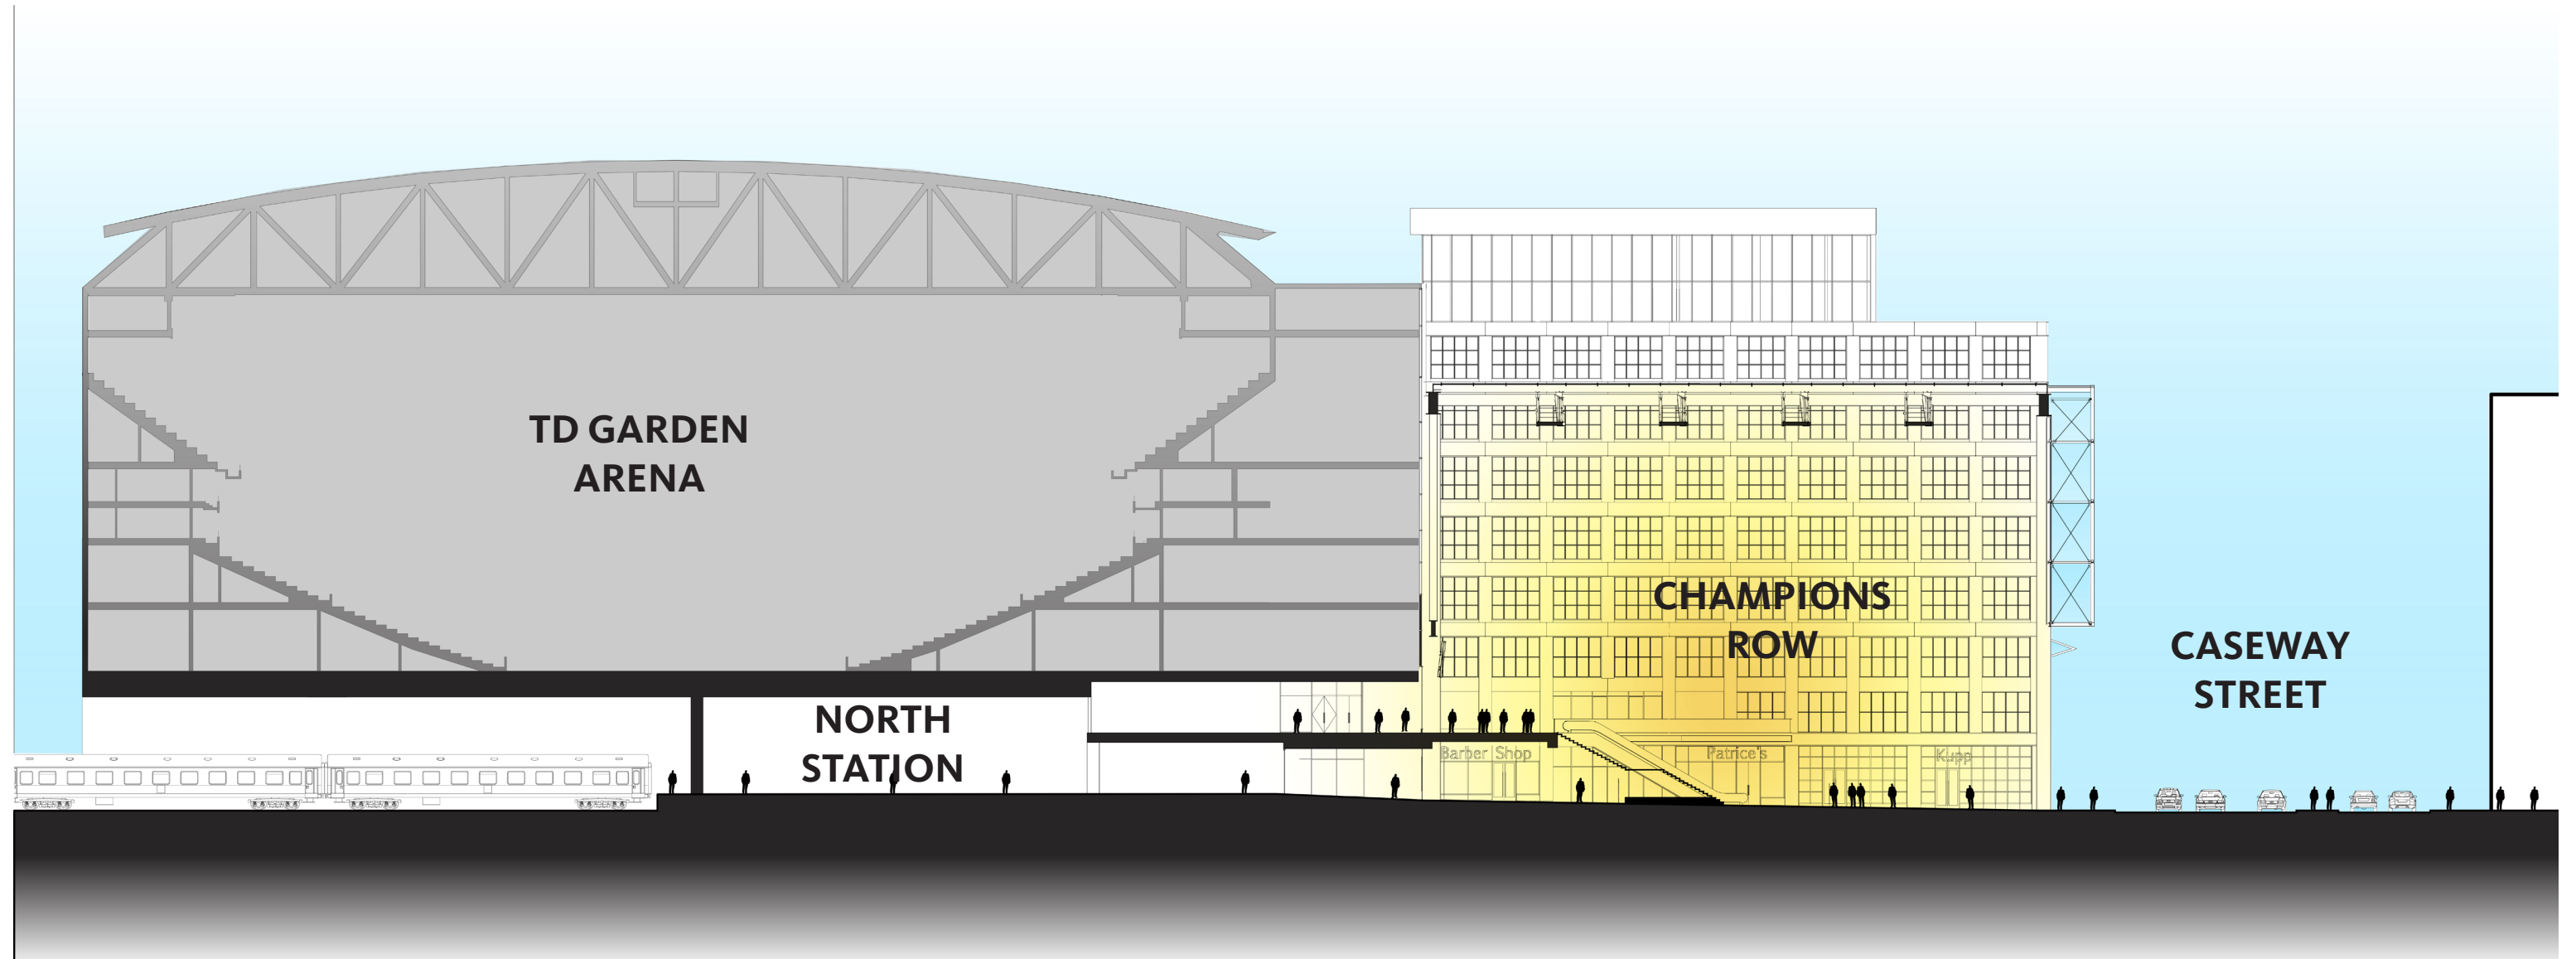 TD GARDEN
ARENA
CHAMPIONS
ROW
CASEWAY
STREET
NORTH
STATION
Barber Shop
Patrice's
Kupp